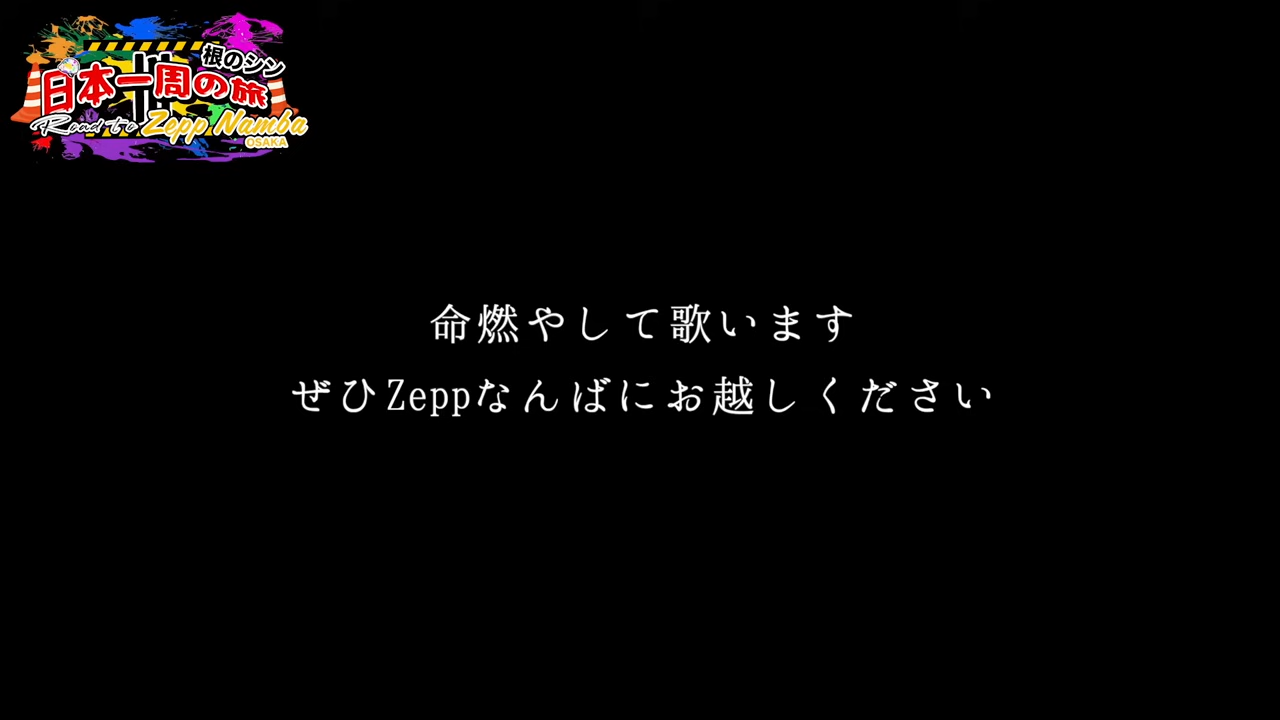 根のシン
日本一周の旅
Road to Zepp Namba
OSAKA
命燃やして歌います
ぜひZeppなんばにお越しください